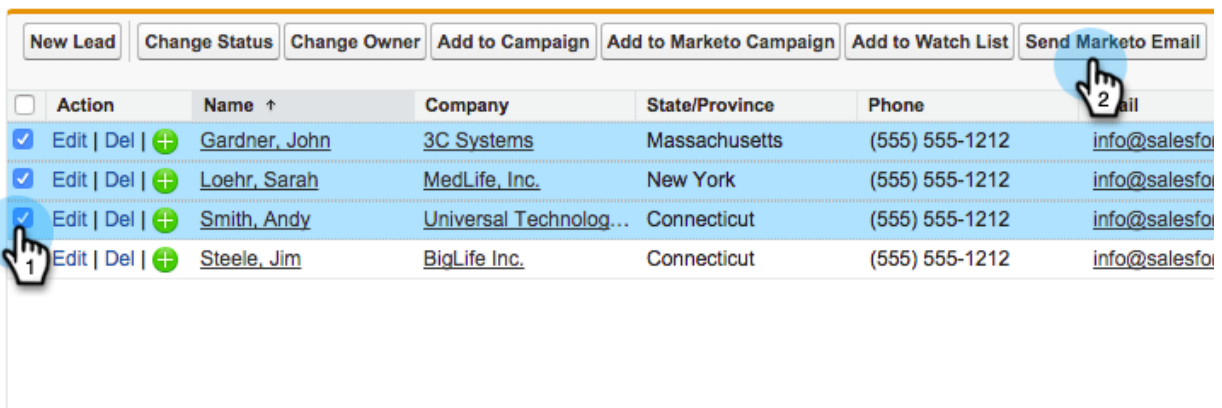 New Lead Change Status Change Owner Add to Campaign Add to Marketo Campaign Add to Watch List Send Marketo Email
Action Name ↑ Company State/Province Phone ail
Edit | Del | Gardner, John 3C Systems Massachusetts (555) 555-1212 info@salesfor
Edit | Del | Loehr, Sarah MedLife, Inc. New York (555) 555-1212 info@salesfor
Edit | Del | Smith, Andy Universal Technolog... Connecticut (555) 555-1212 info@salesfor
Edit | Del | Steele, Jim BigLife Inc. Connecticut (555) 555-1212 info@salesfor
1
2